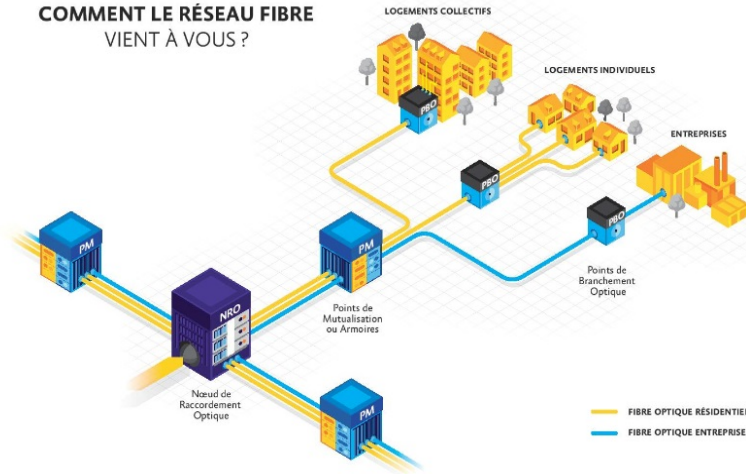 COMMENT LE RÉSEAU FIBRE
VIENT À VOUS ?
LOGEMENTS COLLECTIFS
LOGEMENTS INDIVIDUELS
ENTREPRISES
PBO
PBO
PBO
PM
PM
NRO
PM
Points de
Branchement
Optique
Points de
Mutualisation
ou Armoires
Nœud de
Raccordement
Optique
FIBRE OPTIQUE RÉSIDENTIEL
FIBRE OPTIQUE ENTREPRISE